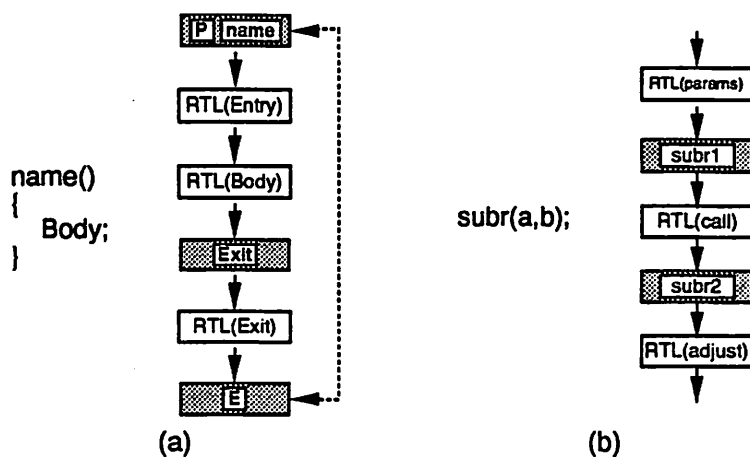 P name
RTL(Entry)
RTL(Body)
Exit
RTL(Exit)
E
name()
{
Body;
}
(a)
RTL(params)
subr1
RTL(call)
subr2
RTL(adjust)
subr(a,b);
(b)